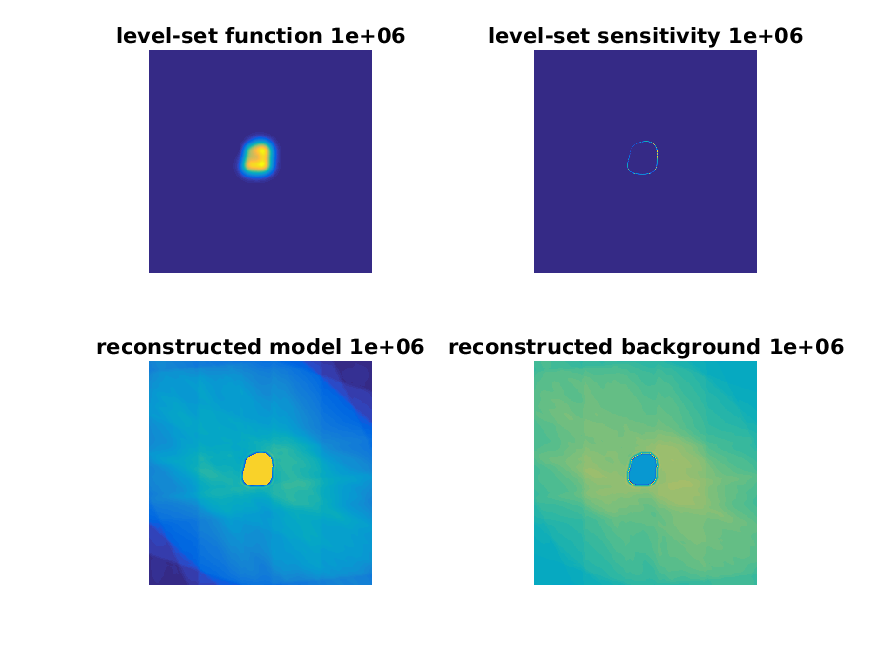 level-set function 1e+06
level-set sensitivity 1e+06
reconstructed model 1e+06
reconstructed background 1e+06